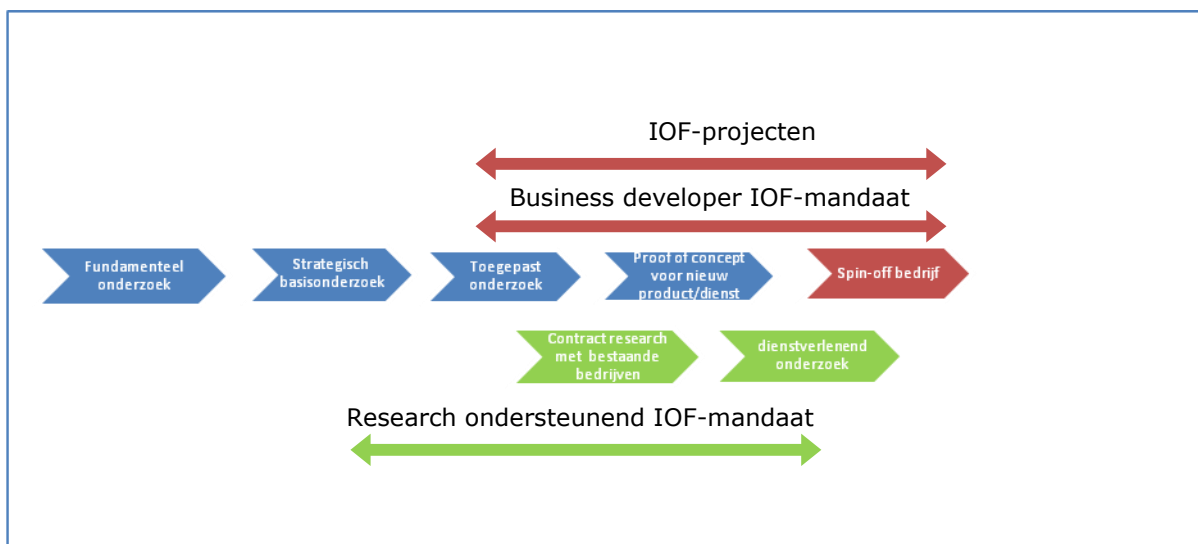 IOF-projecten
Business developer IOF-mandaat
Fundamenteel
onderzoek
Strategisch
basisonderzoek
Toegepast
onderzoek
Proof of concept
voor nieuw
product/dienst
Spin-off bedrijf
Contract research
met bestaande
bedrijven
dienstverlenend
onderzoek
Research ondersteunend IOF-mandaat